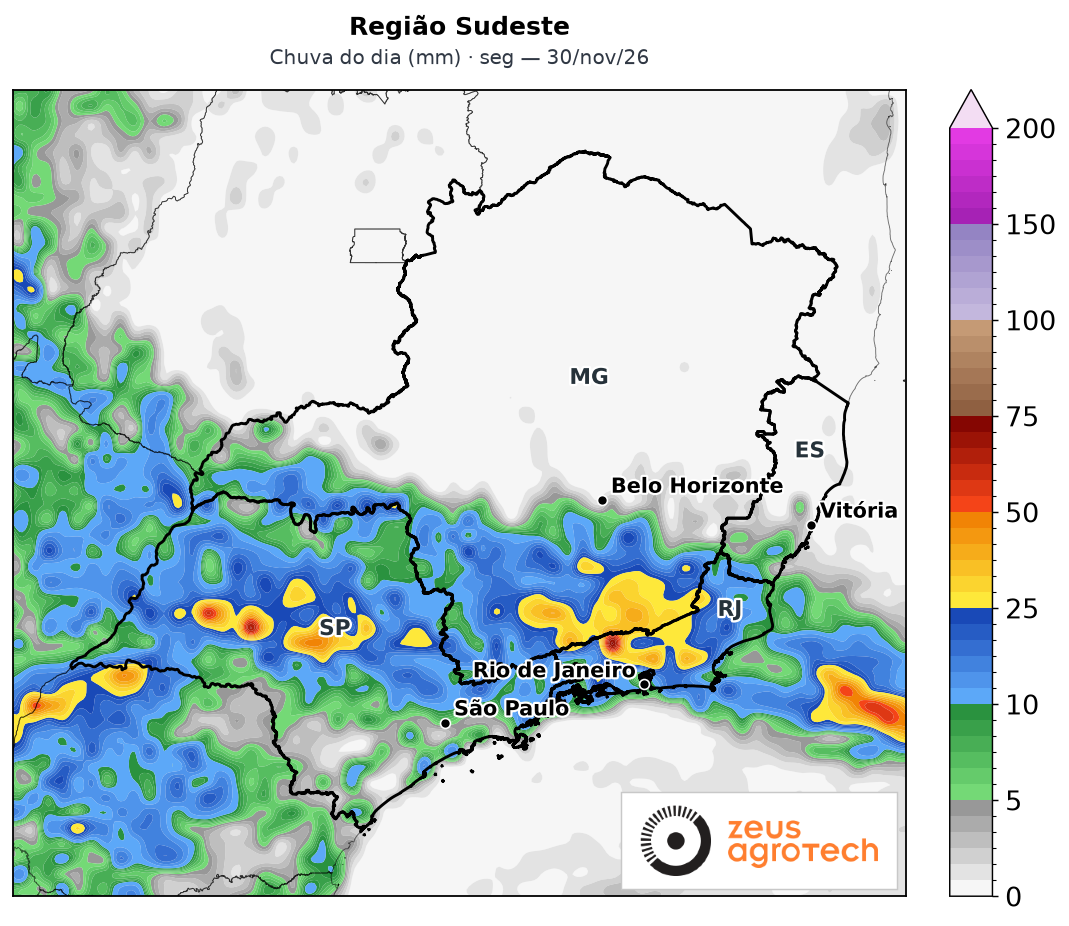 Região Sudeste
Chuva do dia (mm) · seg — 30/nov/26
MG
ES
Belo Horizonte
Vitória
RJ
SP
Rio de Janeiro
São Paulo
200
150
100
75
50
25
10
5
0
zeus
agrotech